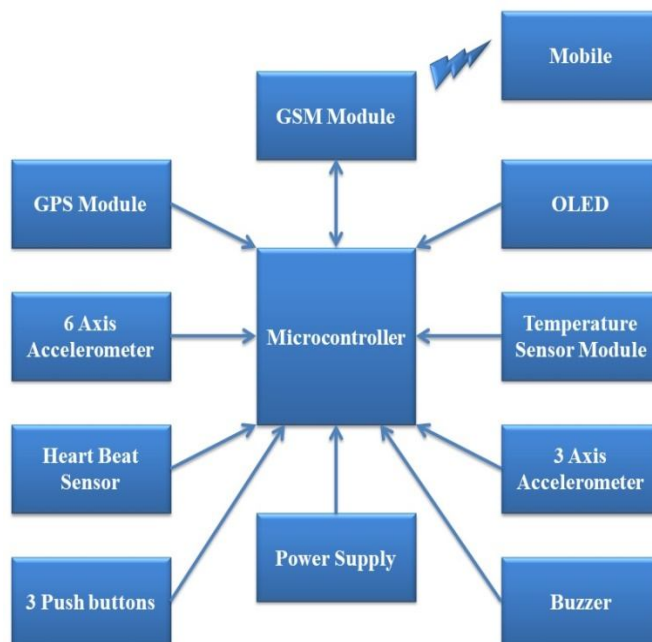 Mobile
GSM Module
GPS Module
OLED
6 Axis
Accelerometer
Microcontroller
Temperature
Sensor Module
Heart Beat
Sensor
3 Axis
Accelerometer
3 Push buttons
Power Supply
Buzzer